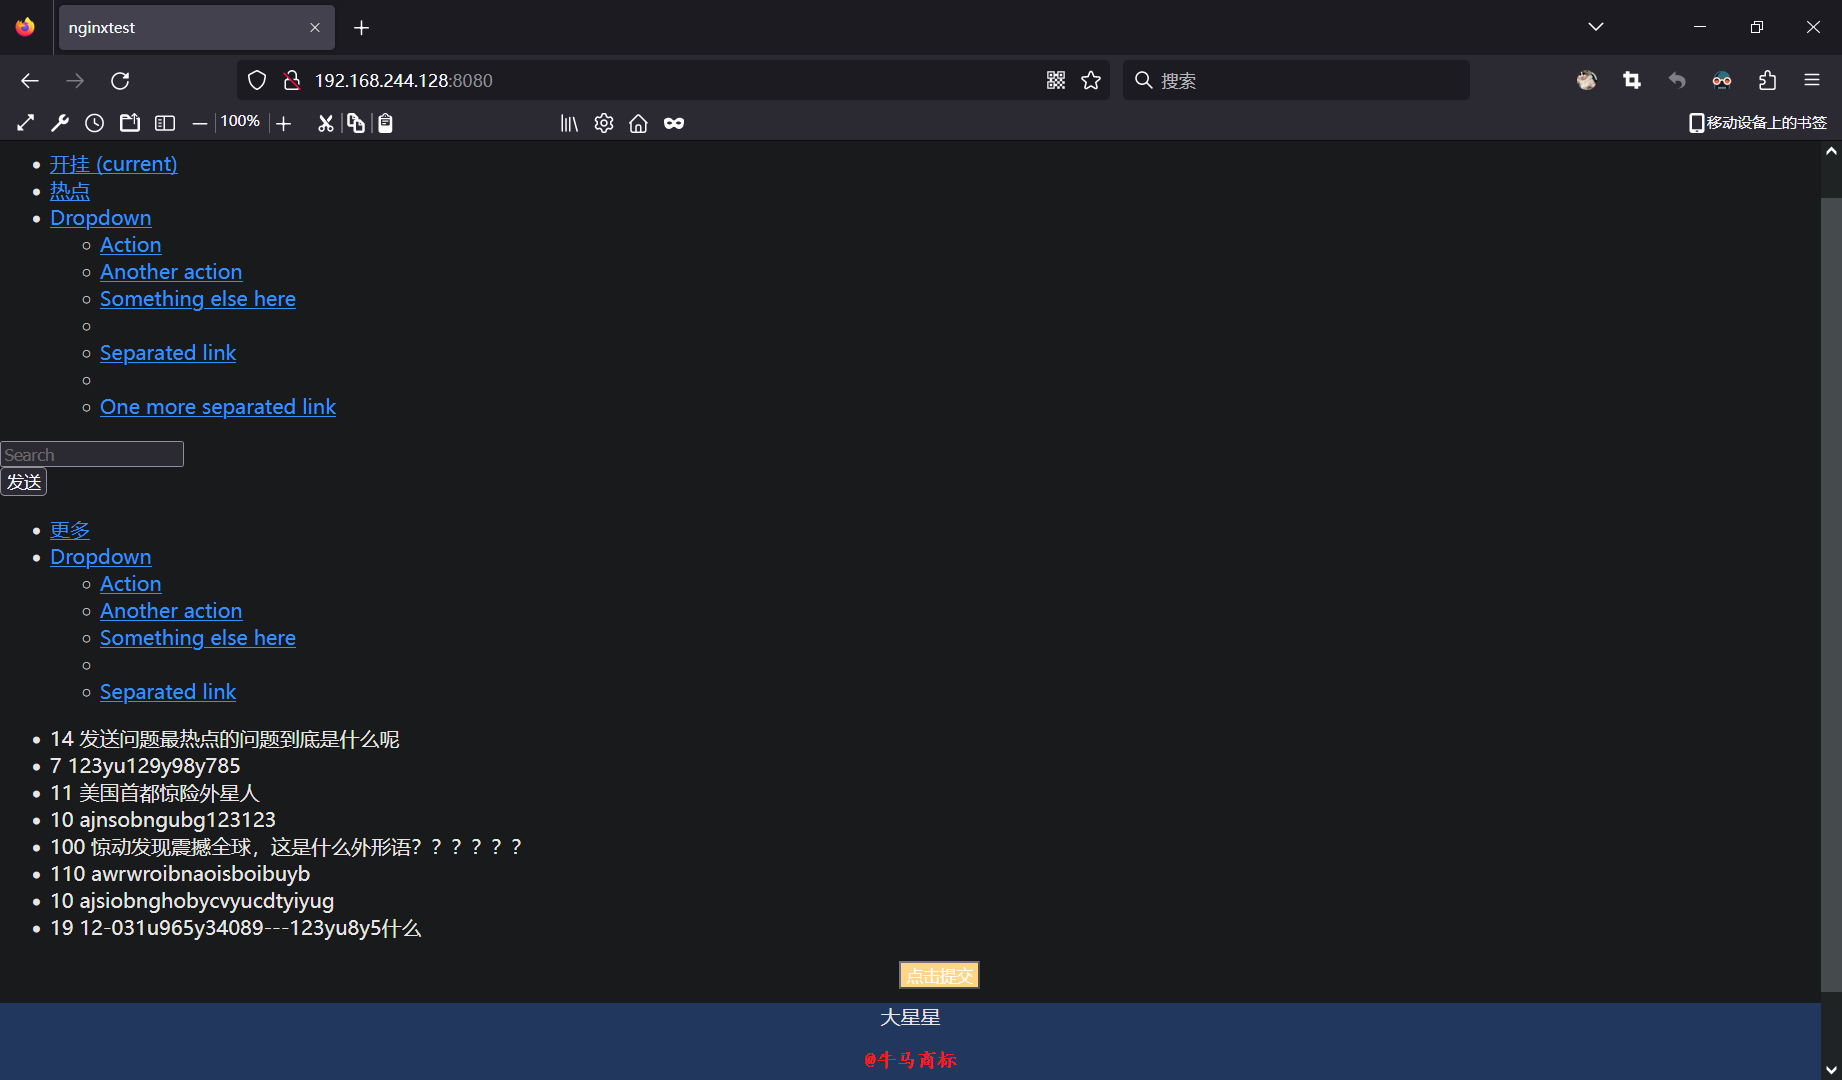 nginxtest
192.168.244.128:8080
搜索
100%
移动设备上的书签
开挂 (current)
热点
Dropdown
Action
Another action
Something else here
Separated link
One more separated link
Search
发送
更多
Dropdown
Action
Another action
Something else here
Separated link
14 发送问题最热点的问题到底是什么呢
7 123yu129y98y785
11 美国首都惊险外星人
10 ajnsobngubg123123
100 惊动发现震撼全球，这是什么外形语？？？？？？
110 awrwroibnaoisboibuyb
10 ajsiobnghobycvyucdtyiyug
19 12-031u965y34089---123yu8y5什么
点击提交
大星星
@牛马商标